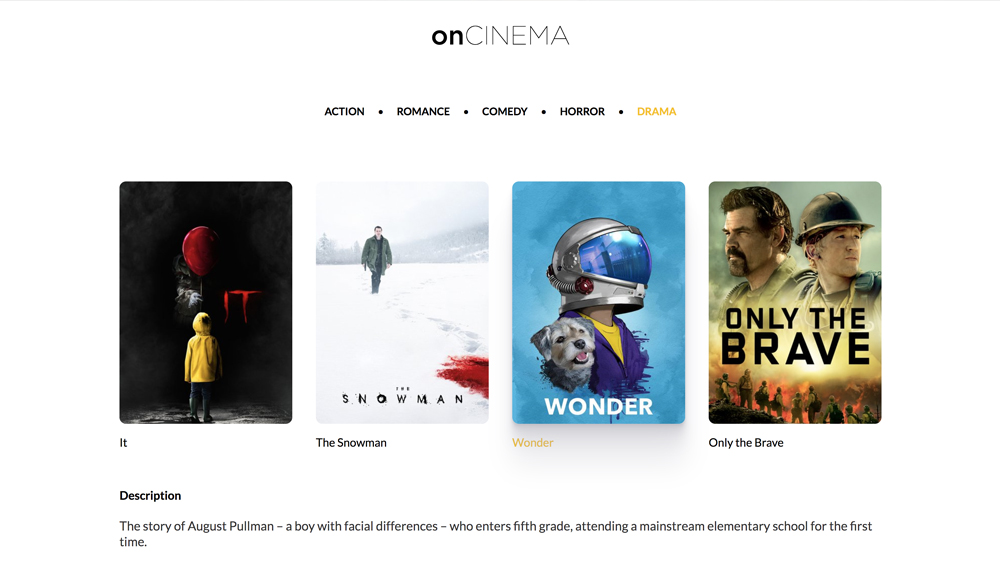 onCINEMA
ACTION • ROMANCE • COMEDY • HORROR • DRAMA
IT
THE
SNOWMAN
WONDER
ONLY THE
BRAVE
It
The Snowman
Wonder
Only the Brave
Description
The story of August Pullman – a boy with facial differences – who enters fifth grade, attending a mainstream elementary school for the first
time.